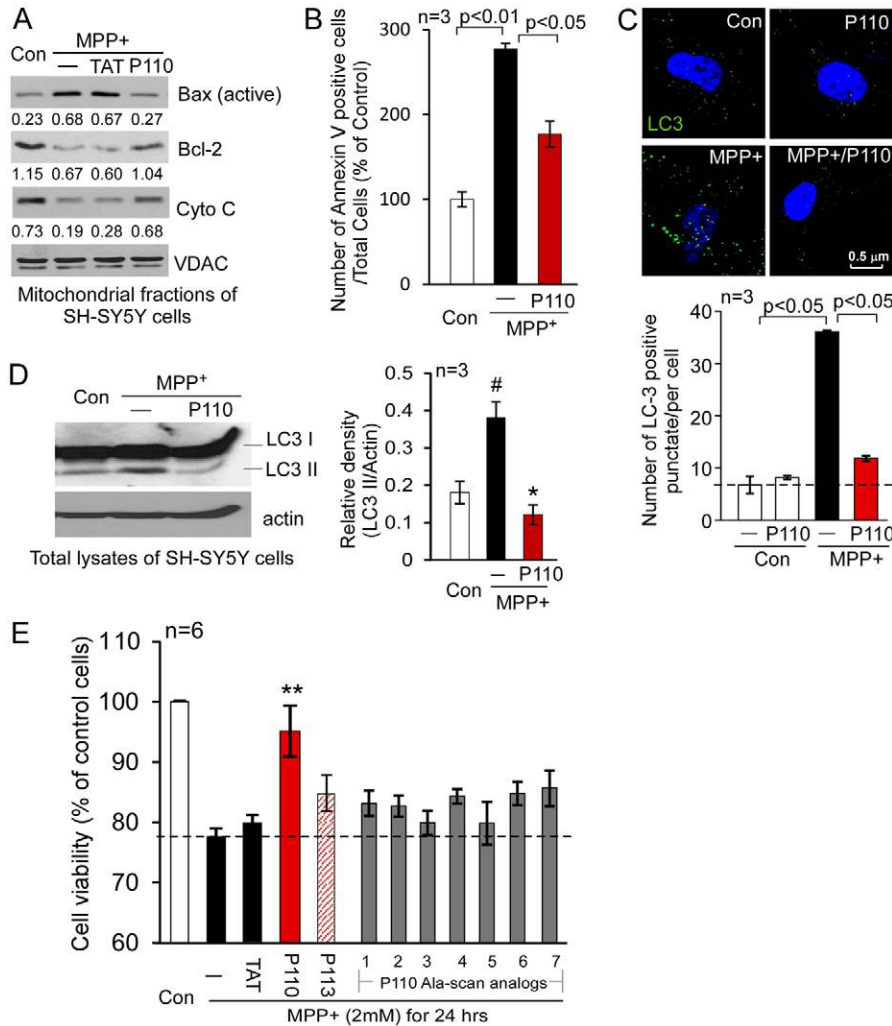 A
MPP+
Con — TAT P110
Bax (active)
0.23 0.68 0.67 0.27
Bcl-2
1.15 0.67 0.60 1.04
Cyto C
0.73 0.19 0.28 0.68
VDAC
Mitochondrial fractions of
SH-SY5Y cells
B
n=3 p<0.01 p<0.05
Number of Annexin V positive cells
/Total Cells (% of Control)
300
200
100
0
Con — P110
MPP+
C
Con P110
LC3
MPP+ MPP+/P110
0.5 μm
n=3 p<0.05 p<0.05
Number of LC-3 positive
punctate/per cell
40
30
20
10
0
— P110 — P110
Con MPP+
D
MPP+
Con — P110
LC3 I
LC3 II
actin
Total lysates of SH-SY5Y cells
n=3
Relative density
(LC3 II/Actin)
0.5
0.4
0.3
0.2
0.1
0
#
*
Con — P110
MPP+
E
n=6
Cell viability (% of control cells)
110
100
90
80
70
60
**
Con — TAT P110 P113 1 2 3 4 5 6 7
P110 Ala-scan analogs
MPP+ (2mM) for 24 hrs